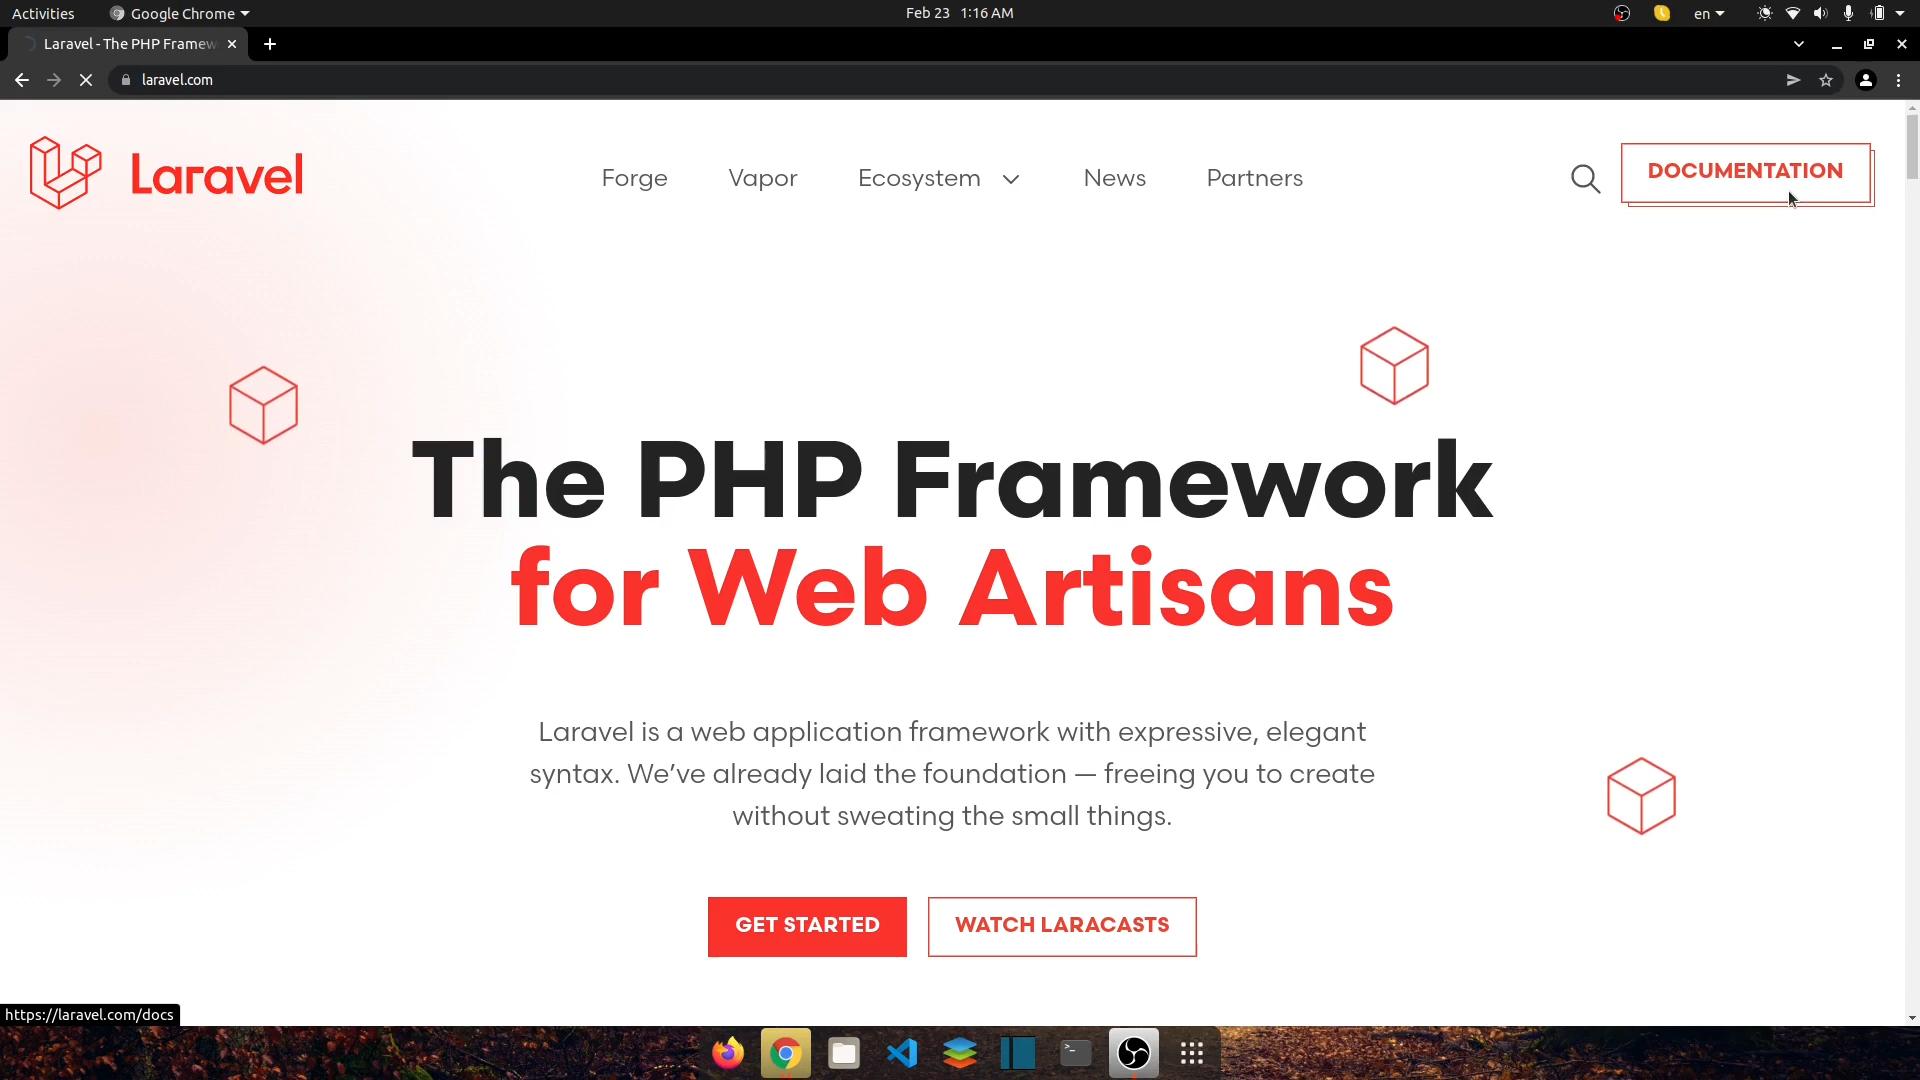 Activities
Google Chrome
Feb 23 1:16 AM
en
Laravel - The PHP Framew
laravel.com
Laravel
Forge
Vapor
Ecosystem
News
Partners
DOCUMENTATION
The PHP Framework
for Web Artisans
Laravel is a web application framework with expressive, elegant
syntax. We’ve already laid the foundation — freeing you to create
without sweating the small things.
GET STARTED
WATCH LARACASTS
https://laravel.com/docs